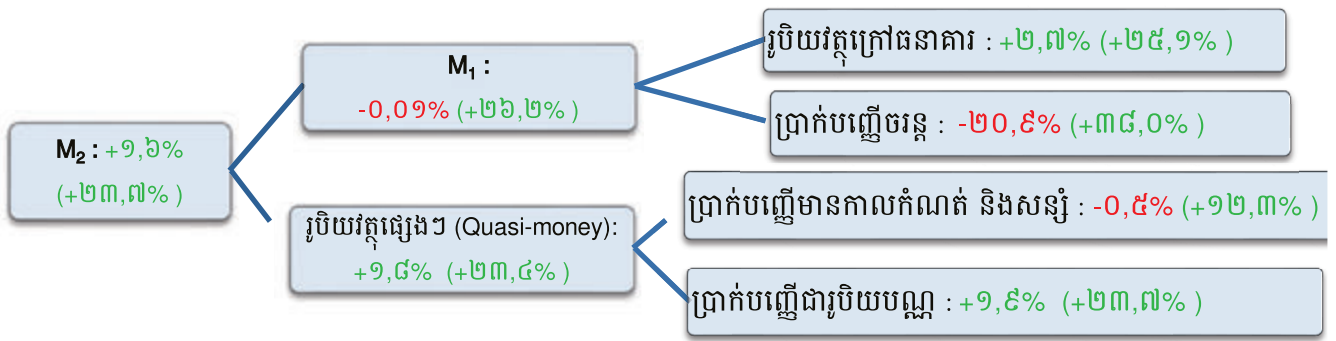 M₂ : +១,៦%
(+២៣,៧% )
M₁ :
-0,0១% (+២៦,២% )
រូបិយវត្ថុផ្សេងៗ (Quasi-money):
+១,៨% (+២៣,៤% )
រូបិយវត្ថុក្រៅធនាគារ : +២,៧% (+២៥,១% )
ប្រាក់បញ្ញើចរន្ត : -២០,៩% (+៣៨,០% )
ប្រាក់បញ្ញើមានកាលកំណត់ និងសន្សំ : -0,៥% (+១២,៣% )
ប្រាក់បញ្ញើជារូបិយបណ្ណ : +១,៩% (+២៣,៧% )